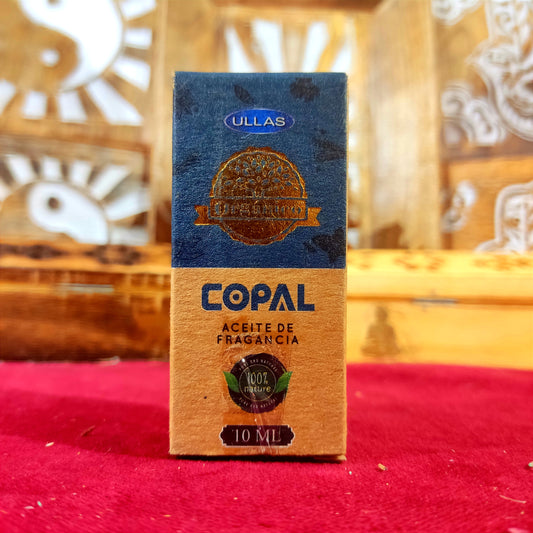 ULLAS
COPAL
ACEITE DE
FRAGANCIA
100%
nature
10 ML